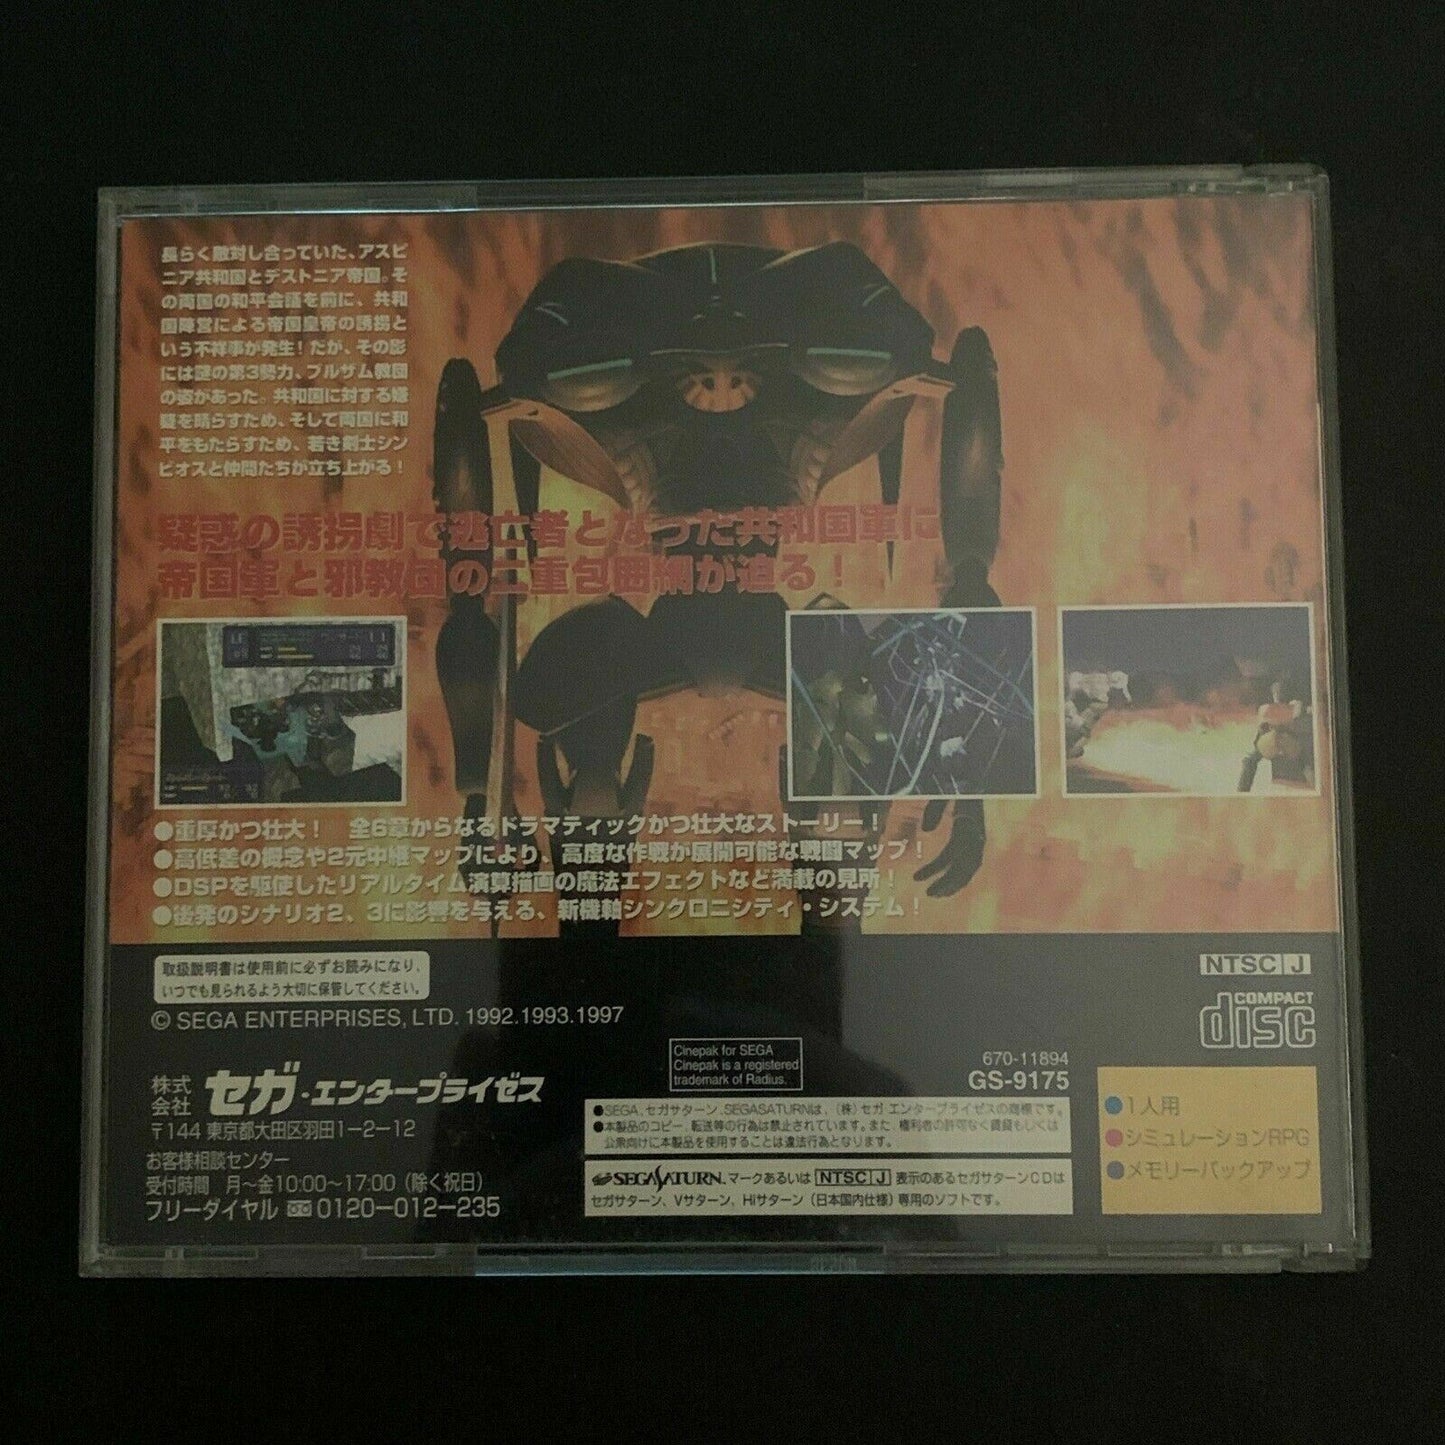 長らく敵対し合っていた、アスピ
ニア共和国とデストニア帝国。そ
の両国の和平会議を前に、共和
国陣営による帝国皇帝の誘拐と
いう不祥事が発生！だが、その影
には謎の第3勢力、ブルザム教団
の姿があった。共和国に対する嫌
疑を晴らすため、そして両国に和
平をもたらすため、若き剣士シン
ビオスと仲間たちが立ち上がる！
疑惑の誘拐劇で逃亡者となった共和国軍に
帝国軍と邪教団の二重包囲網が迫る！
●重厚かつ壮大！　全6章からなるドラマティックかつ壮大なストーリー！
●高低差の概念や2元中継マップにより、高度な作戦が展開可能な戦闘マップ！
●DSPを駆使したリアルタイム演算描画の魔法エフェクトなど満載の見所！
●後発のシナリオ2、3に影響を与える、新機軸シンクロニシティ・システム！
取扱説明書は使用前に必ずお読みになり、
いつでも見られるよう大切に保管してください。
© SEGA ENTERPRISES, LTD. 1992.1993.1997
株式会社 セガ・エンタープライゼス
〒144 東京都大田区羽田1-2-12
お客様相談センター
受付時間　月〜金10:00〜17:00（除く祝日）
フリーダイヤル 0120-012-235
Cinepak for SEGA
Cinepak is a registered
trademark of Radius.
670-11894
GS-9175
●SEGA、セガサターン、SEGASATURNは、（株）セガ・エンタープライゼスの商標です。
●本製品のコピー、転送等の行為は禁止されています。また、権利者の許可なく賃貸もしくは
公衆向けに本製品を使用することは違法行為となります。
SEGA SATURN. マークあるいは NTSC J 表示のあるセガサターンCDは
セガサターン、Vサターン、Hiサターン（日本国内仕様）専用のソフトです。
NTSC J
COMPACT
disc
●1人用
●シミュレーションRPG
●メモリーバックアップ